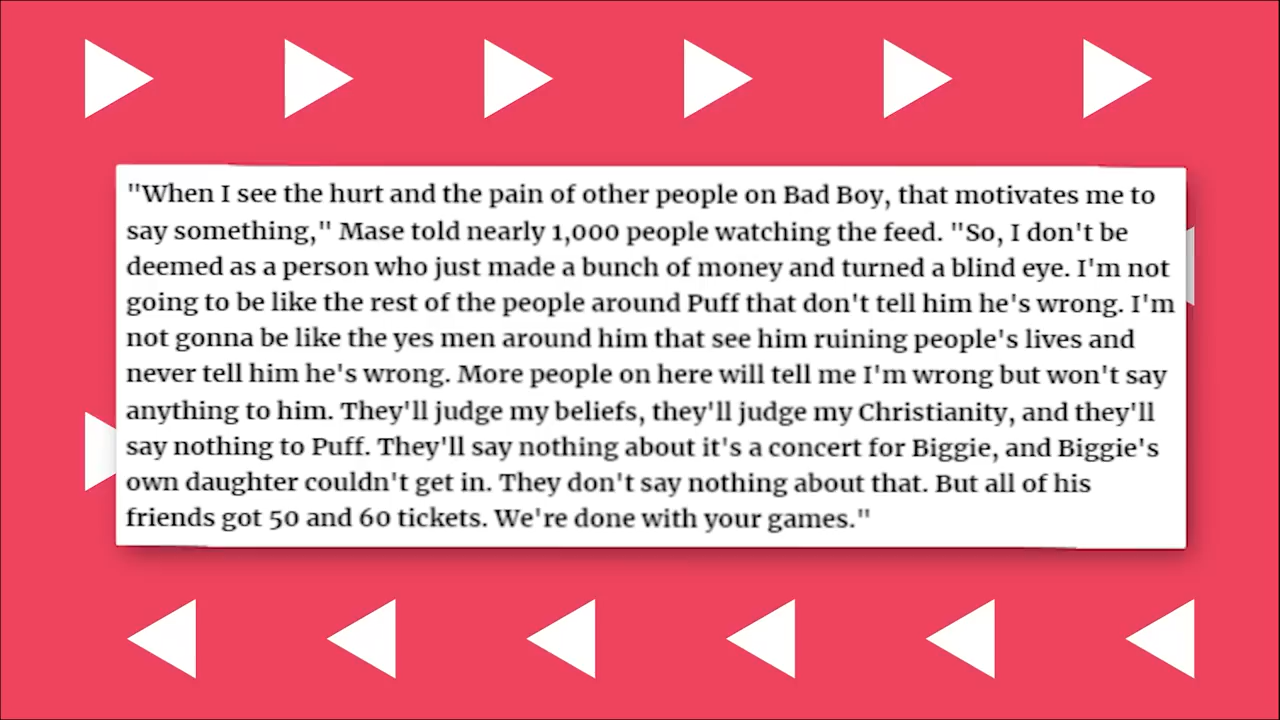 "When I see the hurt and the pain of other people on Bad Boy, that motivates me to
say something," Mase told nearly 1,000 people watching the feed. "So, I don't be
deemed as a person who just made a bunch of money and turned a blind eye. I'm not
going to be like the rest of the people around Puff that don't tell him he's wrong. I'm
not gonna be like the yes men around him that see him ruining people's lives and
never tell him he's wrong. More people on here will tell me I'm wrong but won't say
anything to him. They'll judge my beliefs, they'll judge my Christianity, and they'll
say nothing to Puff. They'll say nothing about it's a concert for Biggie, and Biggie's
own daughter couldn't get in. They don't say nothing about that. But all of his
friends got 50 and 60 tickets. We're done with your games."